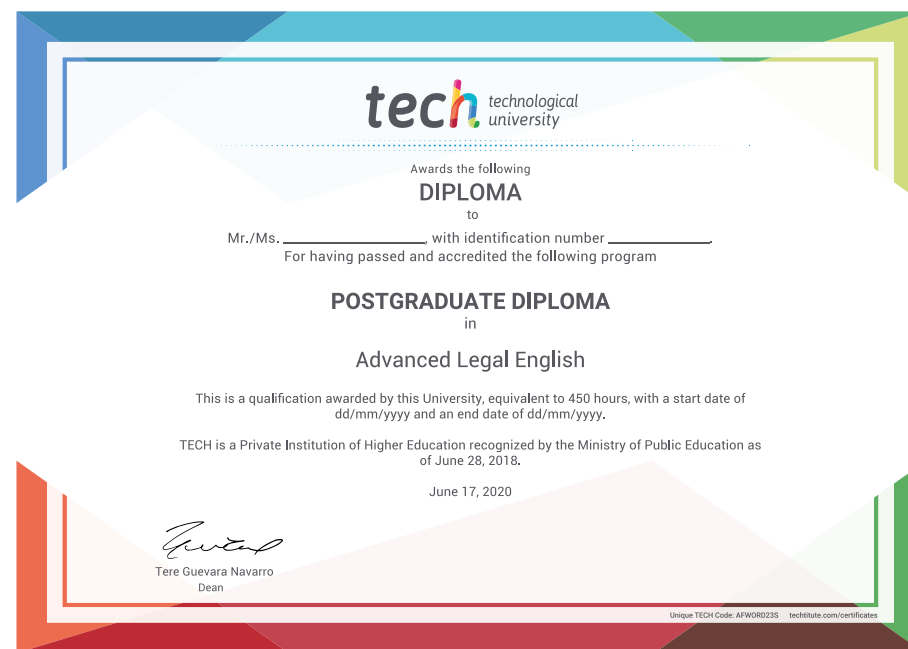 tech technological
university
Awards the following
DIPLOMA
to
Mr./Ms. ____________, with identification number ____________.
For having passed and accredited the following program
POSTGRADUATE DIPLOMA
in
Advanced Legal English
This is a qualification awarded by this University, equivalent to 450 hours, with a start date of
dd/mm/yyyy and an end date of dd/mm/yyyy.
TECH is a Private Institution of Higher Education recognized by the Ministry of Public Education as
of June 28, 2018.
June 17, 2020
Tere Guevara Navarro
Dean
Unique TECH Code: AFWORD23S techtitute.com/certificates